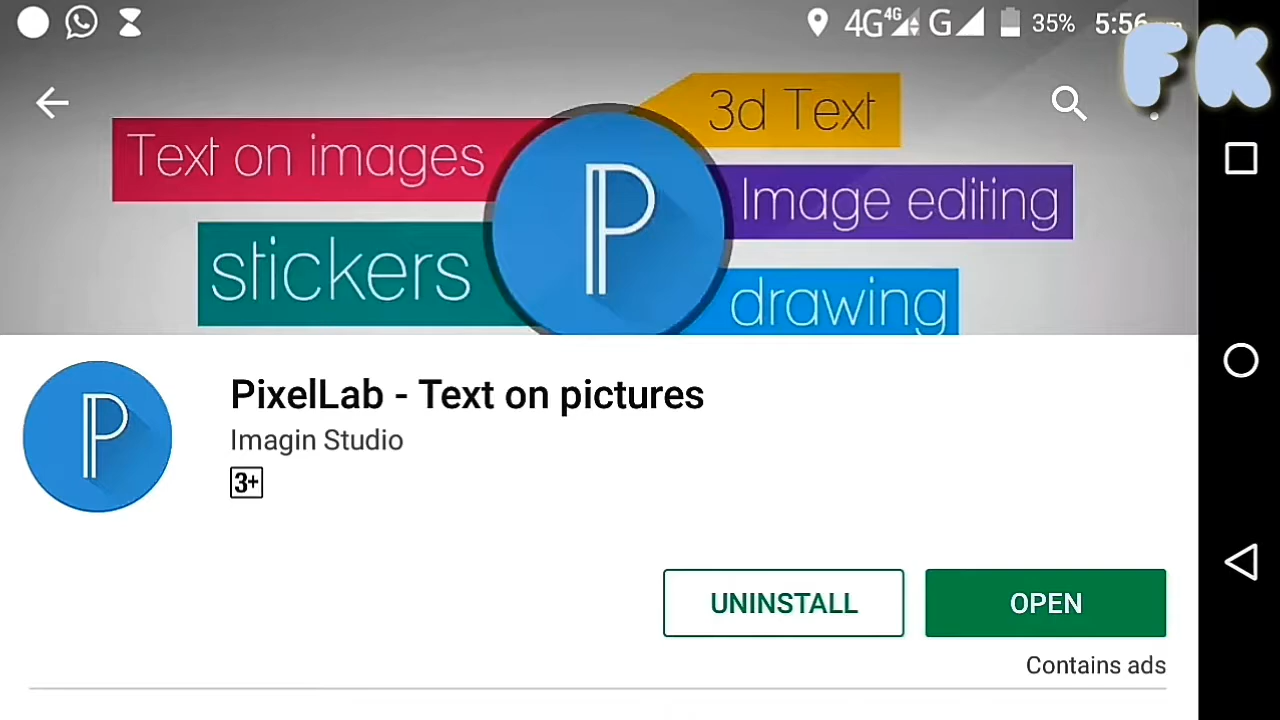 4G 4G G 35% 5:56
FK
3d Text
Text on images
Image editing
stickers
drawing
PixelLab - Text on pictures
Imagin Studio
3+
UNINSTALL
OPEN
Contains ads